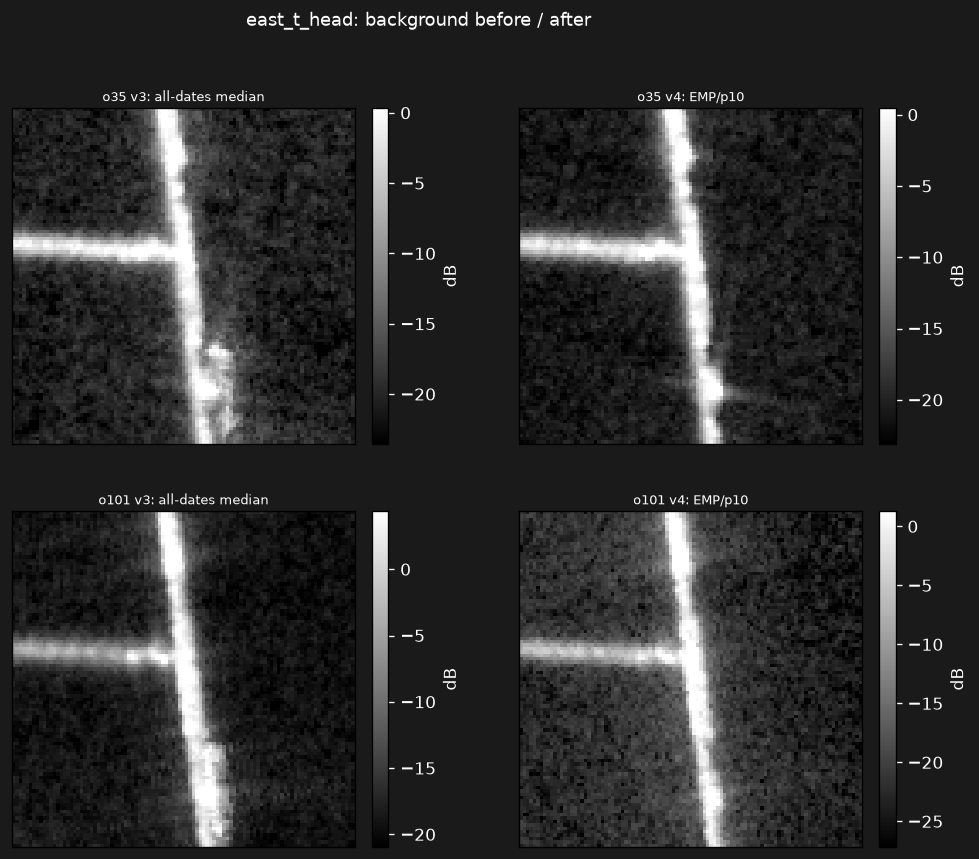 east_t_head: background before / after
o35 v3: all-dates median
o35 v4: EMP/p10
0
−5
−10
−15
−20
dB
0
−5
−10
−15
−20
dB
o101 v3: all-dates median
o101 v4: EMP/p10
0
−5
−10
−15
−20
dB
0
−5
−10
−15
−20
−25
dB